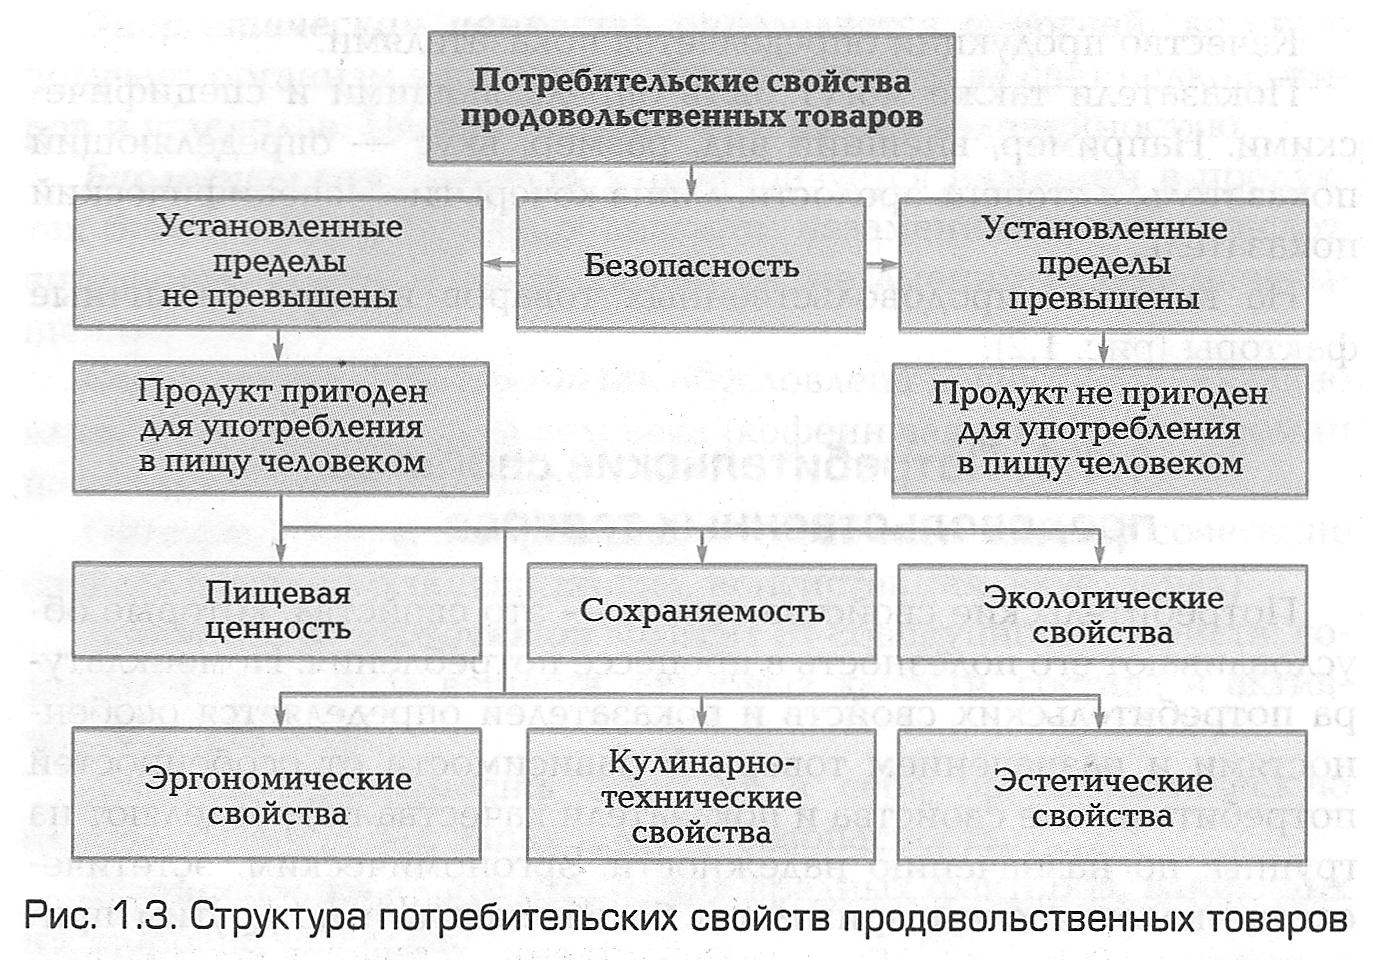 Потребительские свойства
продовольственных товаров
Установленные
пределы
не превышены
Безопасность
Установленные
пределы
превышены
Продукт пригоден
для употребления
в пищу человеком
Продукт не пригоден
для употребления
в пищу человеком
Пищевая
ценность
Сохраняемость
Экологические
свойства
Эргономические
свойства
Кулинарно-
технические
свойства
Эстетические
свойства
Рис. 1.3. Структура потребительских свойств продовольственных товаров